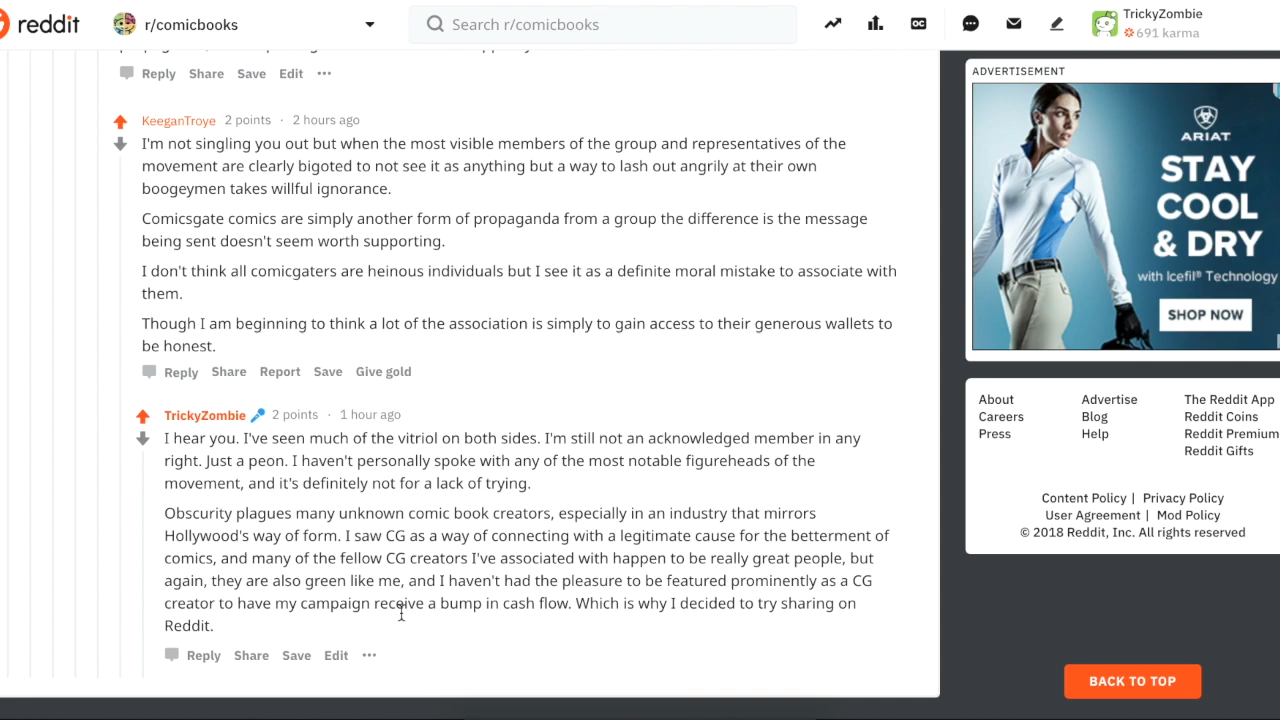 reddit
r/comicbooks
Search r/comicbooks
OC
TrickyZombie
691 karma
Reply Share Save Edit ···
KeeganTroye 2 points · 2 hours ago
I'm not singling you out but when the most visible members of the group and representatives of the
movement are clearly bigoted to not see it as anything but a way to lash out angrily at their own
boogeymen takes willful ignorance.
Comicsgate comics are simply another form of propaganda from a group the difference is the message
being sent doesn't seem worth supporting.
I don't think all comicgaters are heinous individuals but I see it as a definite moral mistake to associate with
them.
Though I am beginning to think a lot of the association is simply to gain access to their generous wallets to
be honest.
Reply Share Report Save Give gold
TrickyZombie 2 points · 1 hour ago
I hear you. I've seen much of the vitriol on both sides. I'm still not an acknowledged member in any
right. Just a peon. I haven't personally spoke with any of the most notable figureheads of the
movement, and it's definitely not for a lack of trying.
Obscurity plagues many unknown comic book creators, especially in an industry that mirrors
Hollywood's way of form. I saw CG as a way of connecting with a legitimate cause for the betterment of
comics, and many of the fellow CG creators I've associated with happen to be really great people, but
again, they are also green like me, and I haven't had the pleasure to be featured prominently as a CG
creator to have my campaign receive a bump in cash flow. Which is why I decided to try sharing on
Reddit.
Reply Share Save Edit ···
ADVERTISEMENT
ARIAT
STAY
COOL
& DRY
with Icefil® Technology
SHOP NOW
About Advertise The Reddit App
Careers Blog Reddit Coins
Press Help Reddit Premium
Reddit Gifts
Content Policy | Privacy Policy
User Agreement | Mod Policy
© 2018 Reddit, Inc. All rights reserved
BACK TO TOP